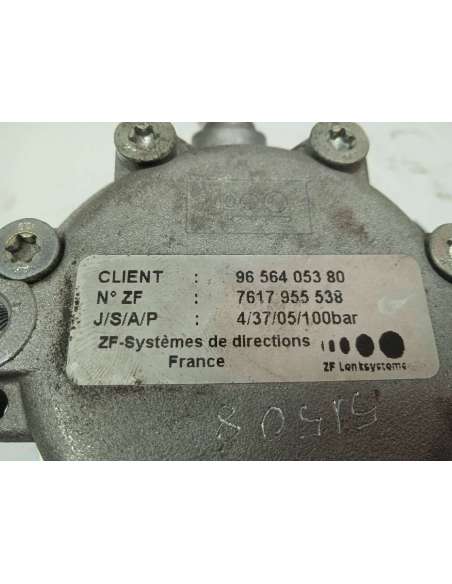 CLIENT : 96 564 053 80
N° ZF : 7617 955 538
J/S/A/P : 4/37/05/100bar
ZF-Systèmes de directions
France
ZF Lenksysteme